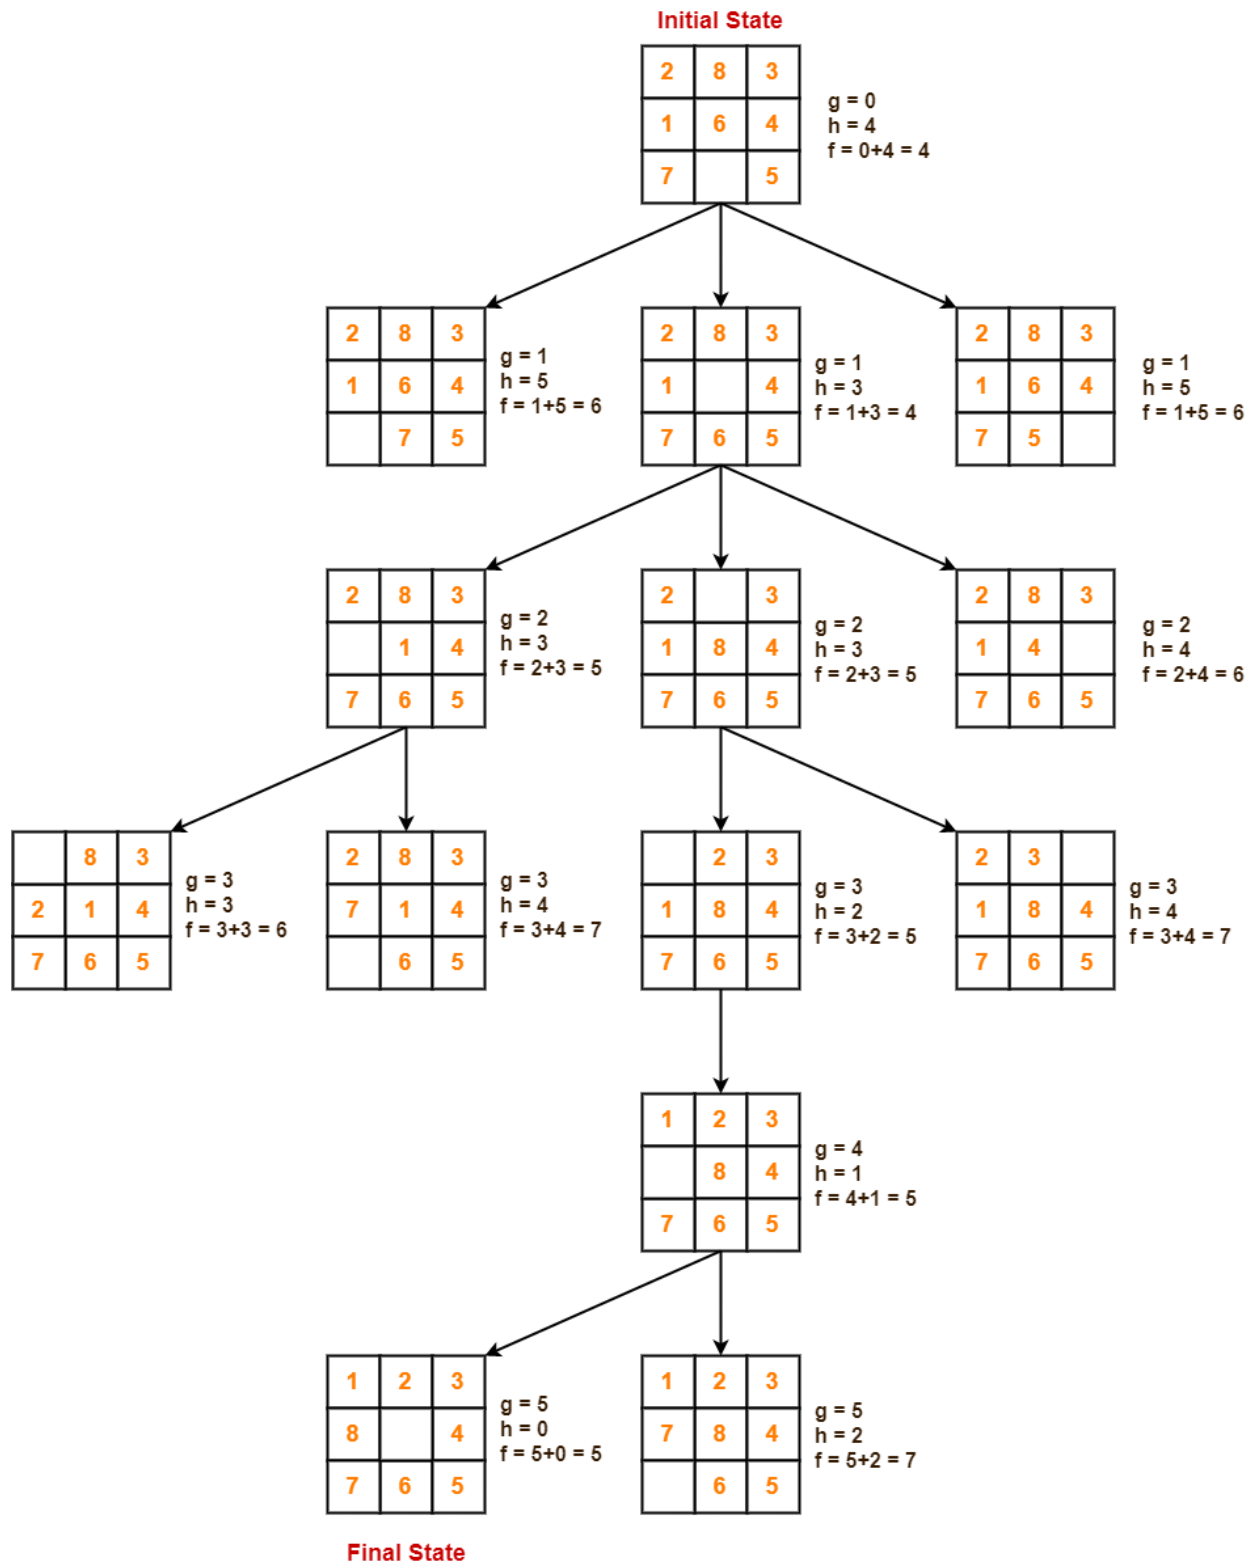 Initial State
2 8 3
1 6 4
7 5
g = 0
h = 4
f = 0+4 = 4
2 8 3
1 6 4
7 5
g = 1
h = 5
f = 1+5 = 6
2 8 3
1 4
7 6 5
g = 1
h = 3
f = 1+3 = 4
2 8 3
1 6 4
7 5
g = 1
h = 5
f = 1+5 = 6
2 8 3
1 4
7 6 5
g = 2
h = 3
f = 2+3 = 5
2 3
1 8 4
7 6 5
g = 2
h = 3
f = 2+3 = 5
2 8 3
1 4
7 6 5
g = 2
h = 4
f = 2+4 = 6
8 3
2 1 4
7 6 5
g = 3
h = 3
f = 3+3 = 6
2 8 3
7 1 4
6 5
g = 3
h = 4
f = 3+4 = 7
2 3
1 8 4
7 6 5
g = 3
h = 2
f = 3+2 = 5
2 3
1 8 4
7 6 5
g = 3
h = 4
f = 3+4 = 7
1 2 3
8 4
7 6 5
g = 4
h = 1
f = 4+1 = 5
1 2 3
8 4
7 6 5
g = 5
h = 0
f = 5+0 = 5
1 2 3
7 8 4
6 5
g = 5
h = 2
f = 5+2 = 7
Final State